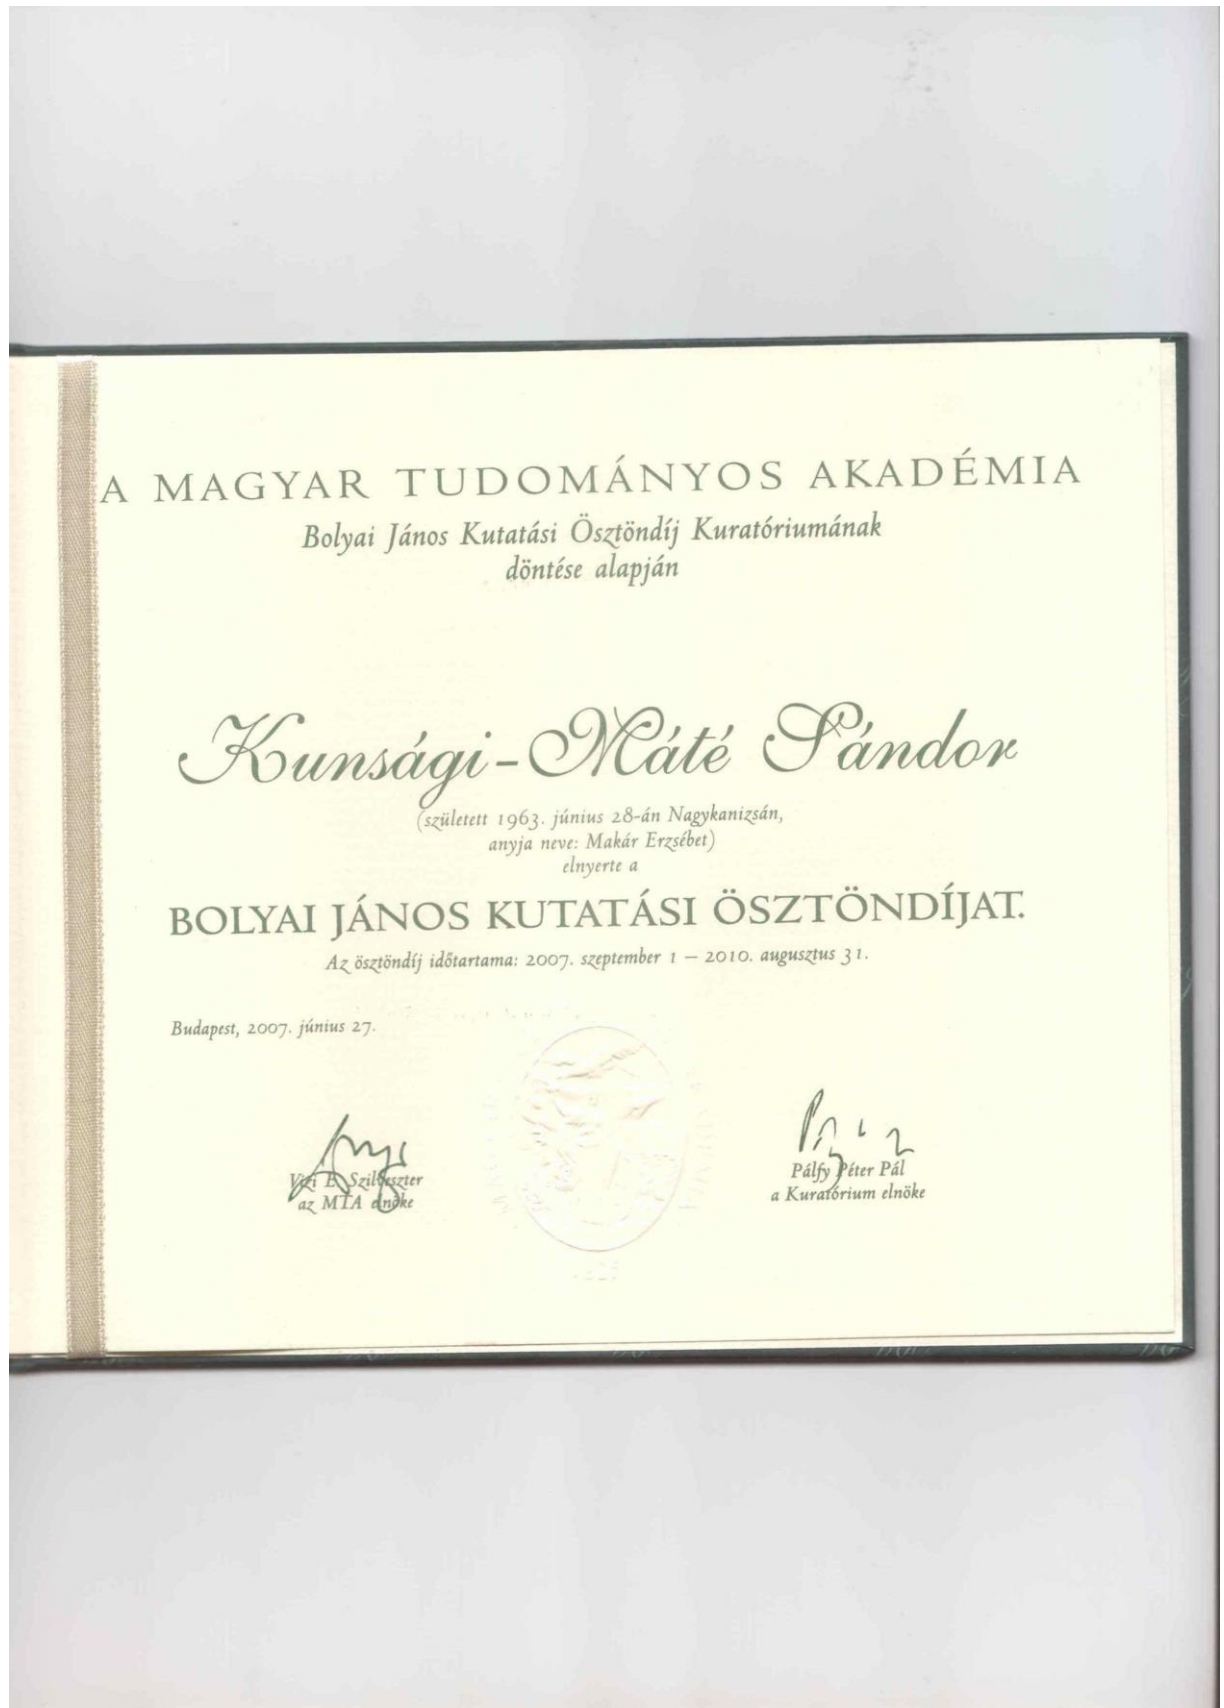 A MAGYAR TUDOMÁNYOS AKADÉMIA
Bolyai János Kutatási Ösztöndíj Kuratóriumának
döntése alapján
Kunsági-Máté Sándor
(született 1963. június 28-án Nagykanizsán,
anyja neve: Makár Erzsébet)
elnyerte a
BOLYAI JÁNOS KUTATÁSI ÖSZTÖNDÍJAT.
Az ösztöndíj időtartama: 2007. szeptember 1 – 2010. augusztus 31.
Budapest, 2007. június 27.
Vizi E. Szilveszter
az MTA elnöke
Pálfy Péter Pál
a Kuratórium elnöke